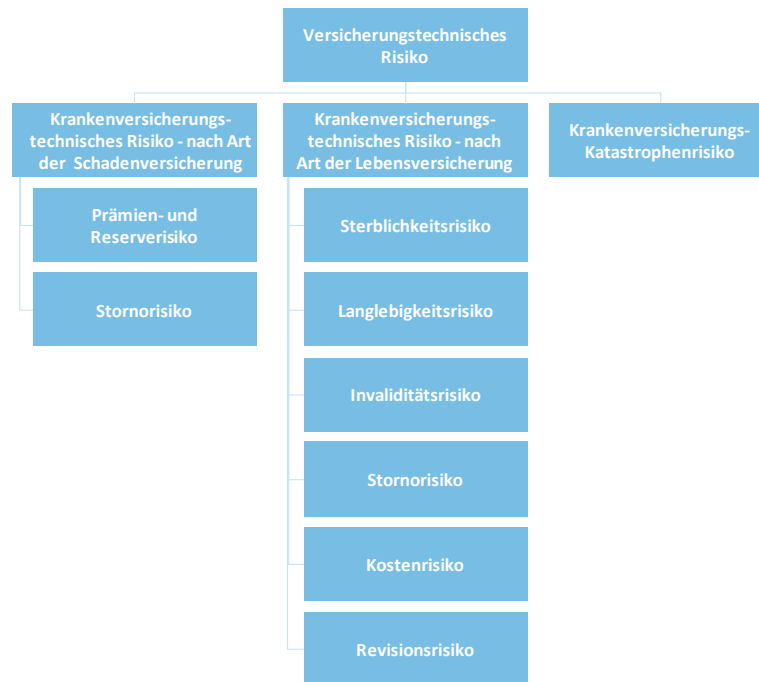 Versicherungstechnisches
Risiko
Krankenversicherungs-
technisches Risiko - nach Art
der Schadenversicherung
Prämien- und
Reserverisiko
Stornorisiko
Krankenversicherungs-
technisches Risiko - nach
Art der Lebensversicherung
Sterblichkeitsrisiko
Langlebigkeitsrisiko
Invaliditätsrisiko
Stornorisiko
Kostenrisiko
Revisionsrisiko
Krankenversicherungs-
Katastrophenrisiko